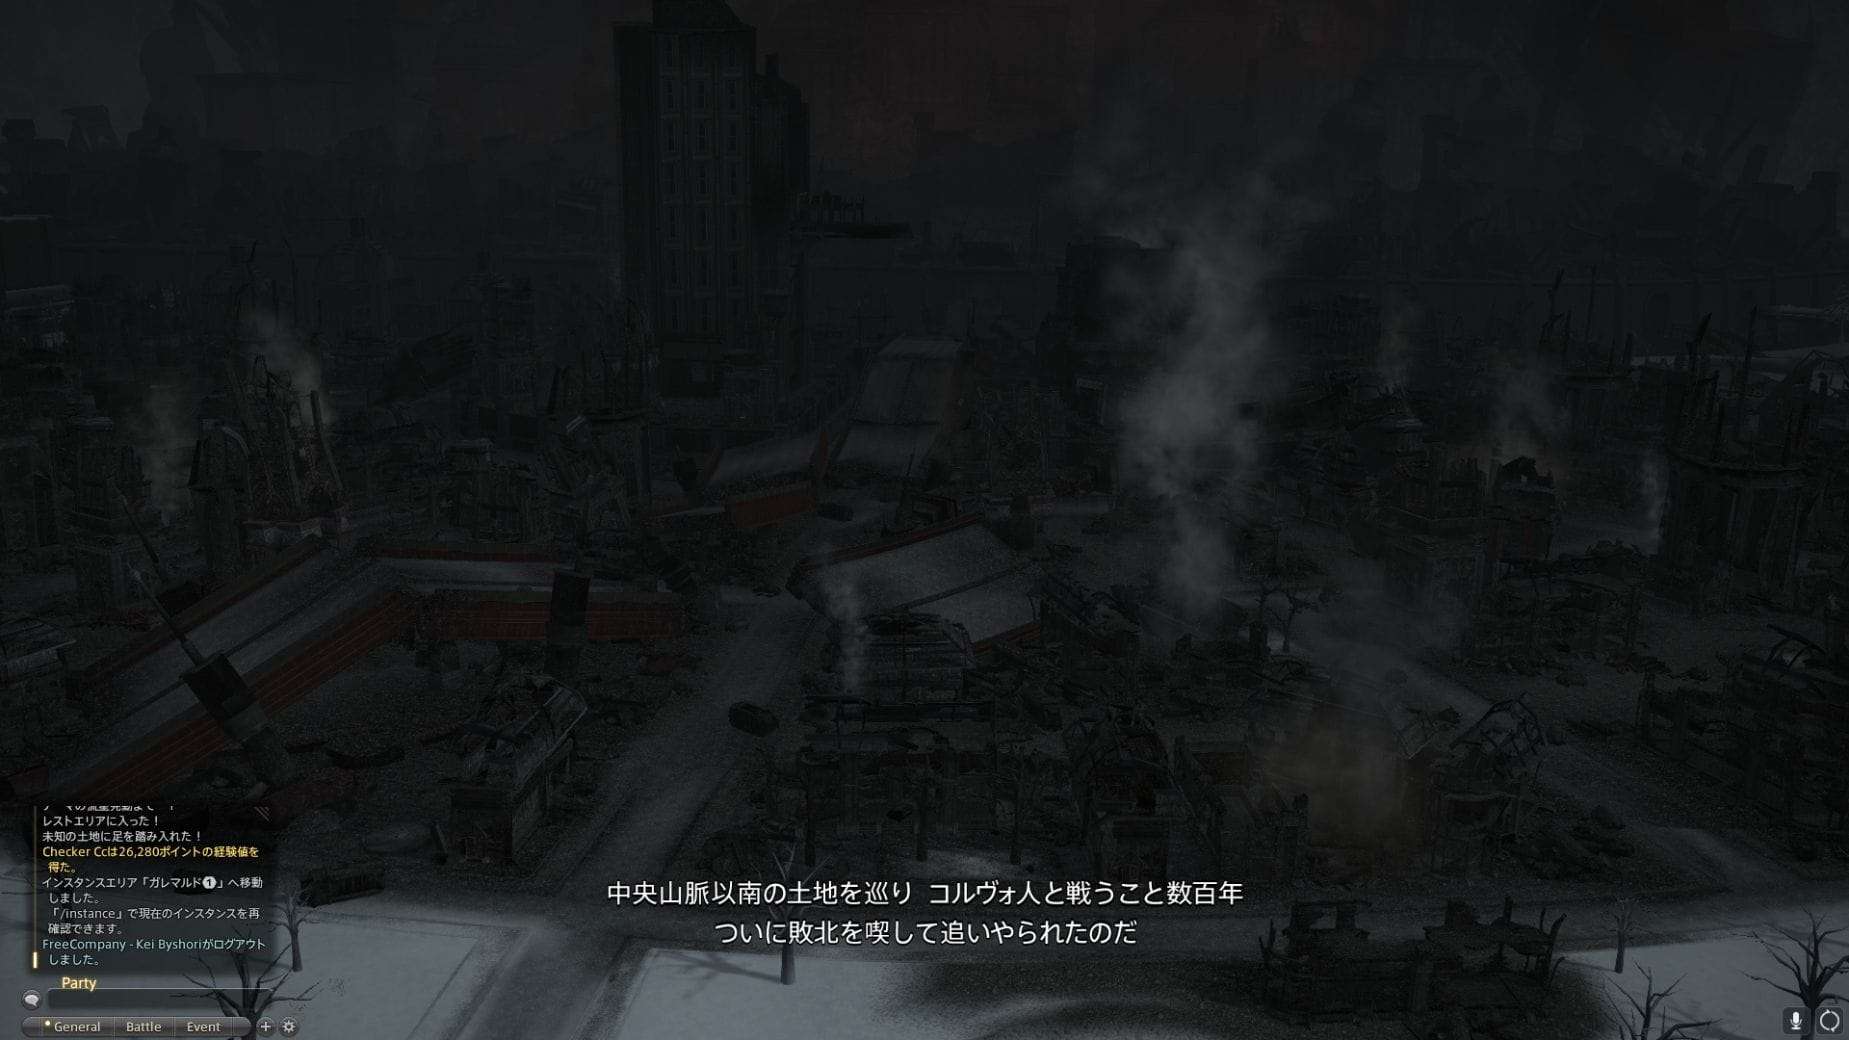 レストエリアに入った！
未知の土地に足を踏み入れた！
Checker Ccは26,280ポイントの経験値を
得た。
インスタンスエリア「ガレマルド❶」へ移動
しました。
「/instance」で現在のインスタンスを再
確認できます。
FreeCompany - Kei Byshoriがログアウト
しました。
Party
General Battle Event
中央山脈以南の土地を巡り コルヴォ人と戦うこと数百年
ついに敗北を喫して追いやられたのだ